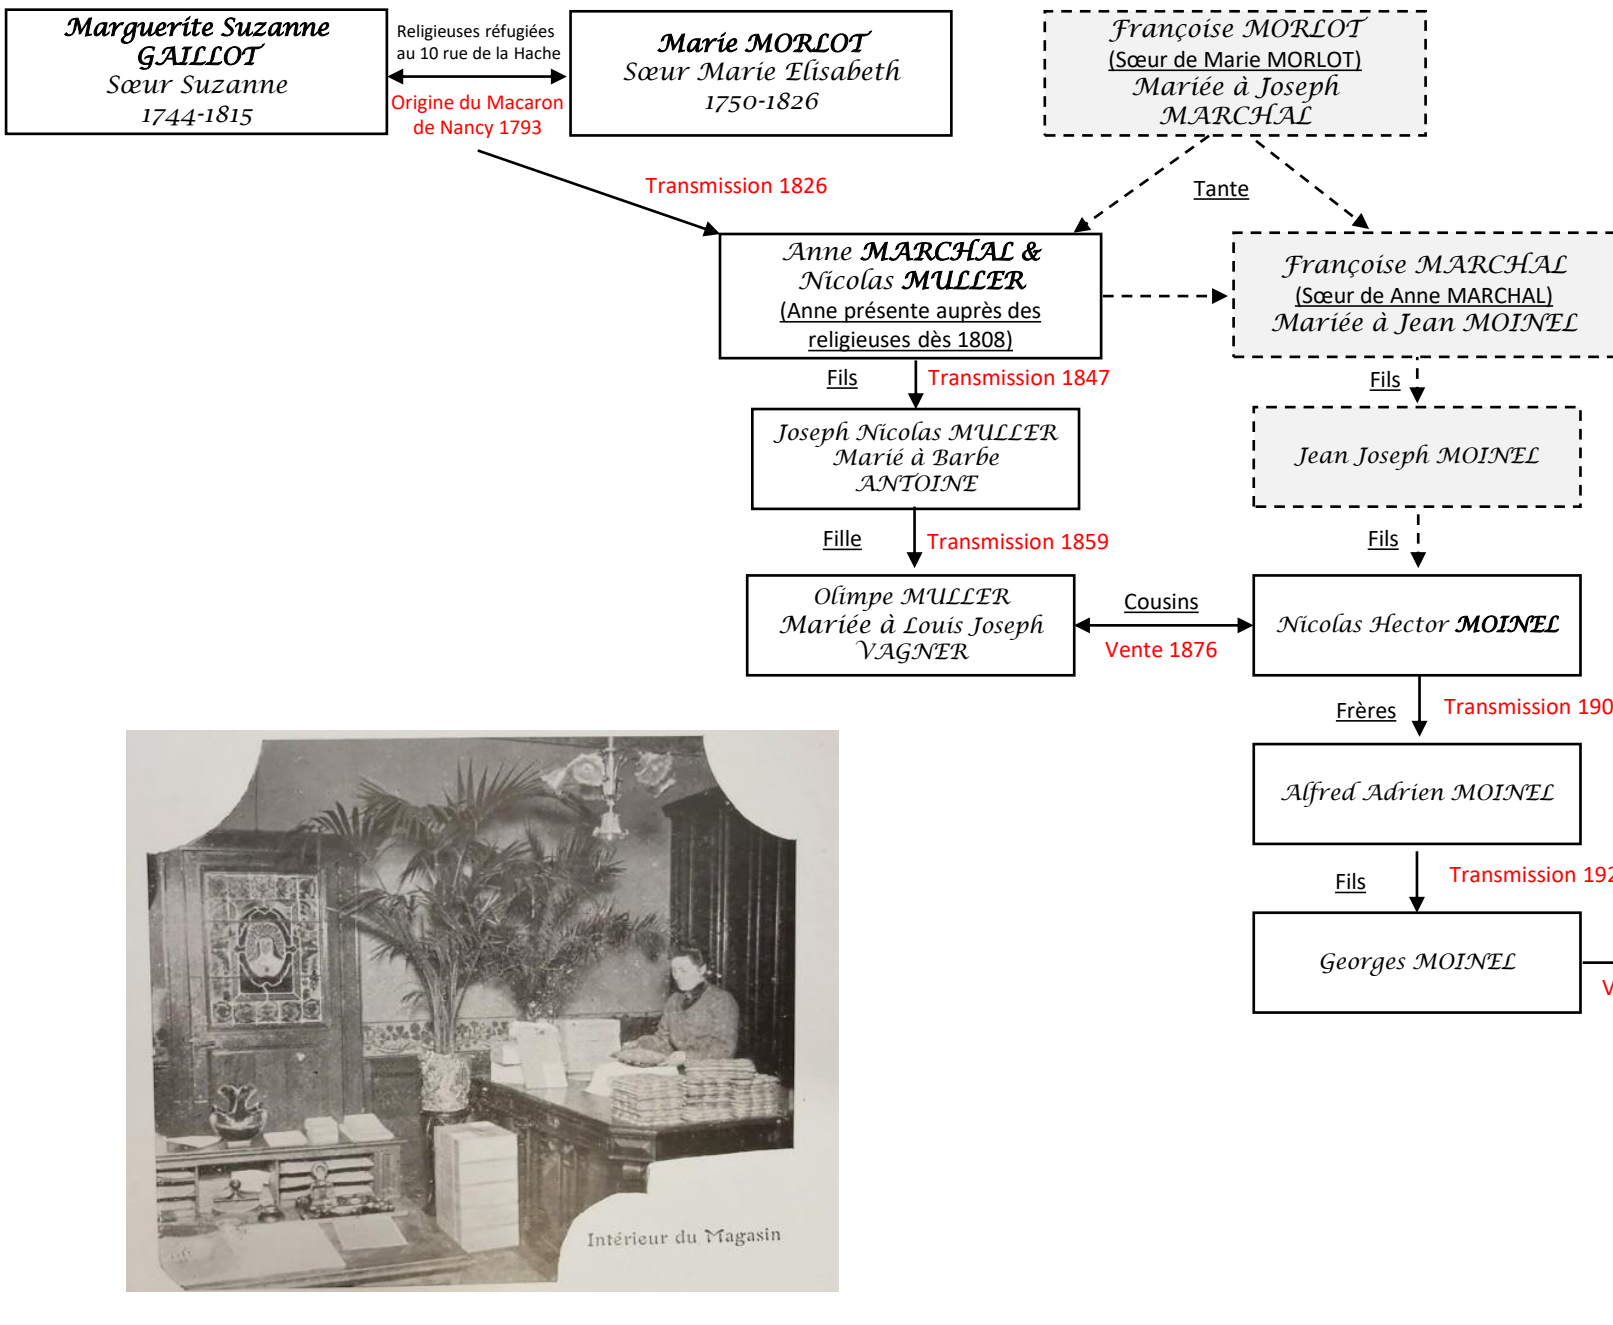 Marguerite Suzanne
GAILLOT
Sœur Suzanne
1744-1815
Religieuses réfugiées
au 10 rue de la Hache
Origine du Macaron
de Nancy 1793
Marie MORLOT
Sœur Marie Elisabeth
1750-1826
Françoise MORLOT
(Sœur de Marie MORLOT)
Mariée à Joseph
MARCHAL
Transmission 1826
Tante
Anne MARCHAL &
Nicolas MULLER
(Anne présente auprès des
religieuses dès 1808)
Françoise MARCHAL
(Sœur de Anne MARCHAL)
Mariée à Jean MOINEL
Fils
Transmission 1847
Fils
Joseph Nicolas MULLER
Marié à Barbe
ANTOINE
Jean Joseph MOINEL
Fille
Transmission 1859
Fils
Olimpe MULLER
Mariée à Louis Joseph
VAGNER
Cousins
Vente 1876
Nicolas Hector MOINEL
Frères
Transmission 190
Alfred Adrien MOINEL
Fils
Transmission 192
Georges MOINEL
V
Intérieur du Magasin